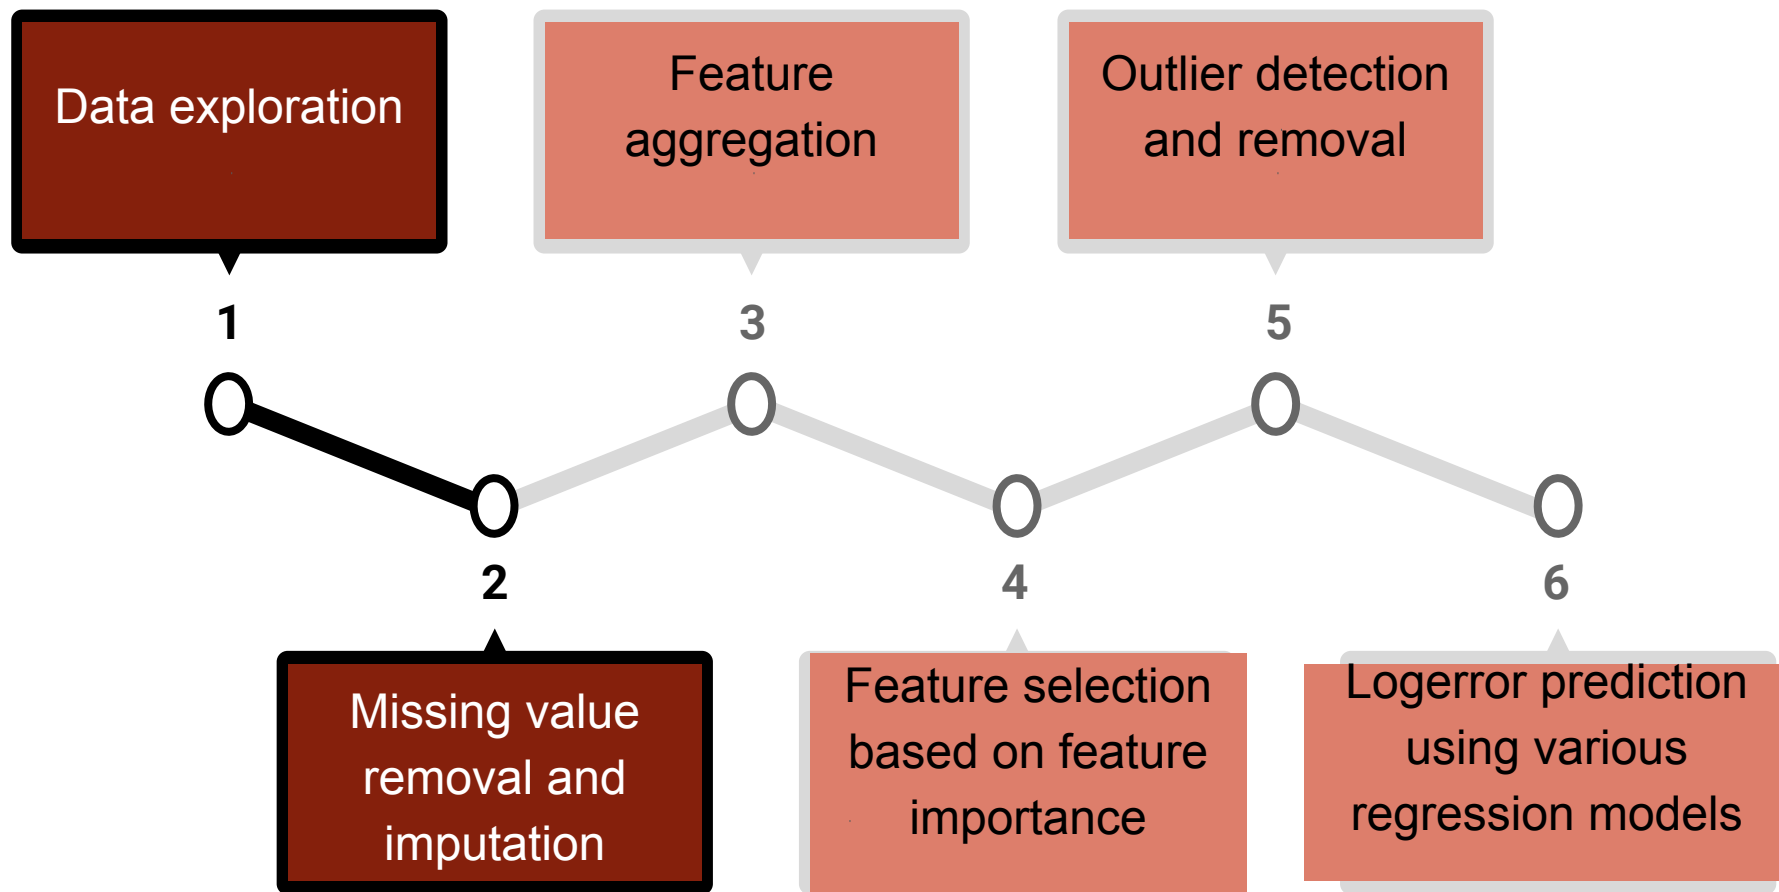 Data exploration
1
Missing value
removal and
imputation
2
Feature
aggregation
3
Feature selection
based on feature
importance
4
Outlier detection
and removal
5
Logerror prediction
using various
regression models
6